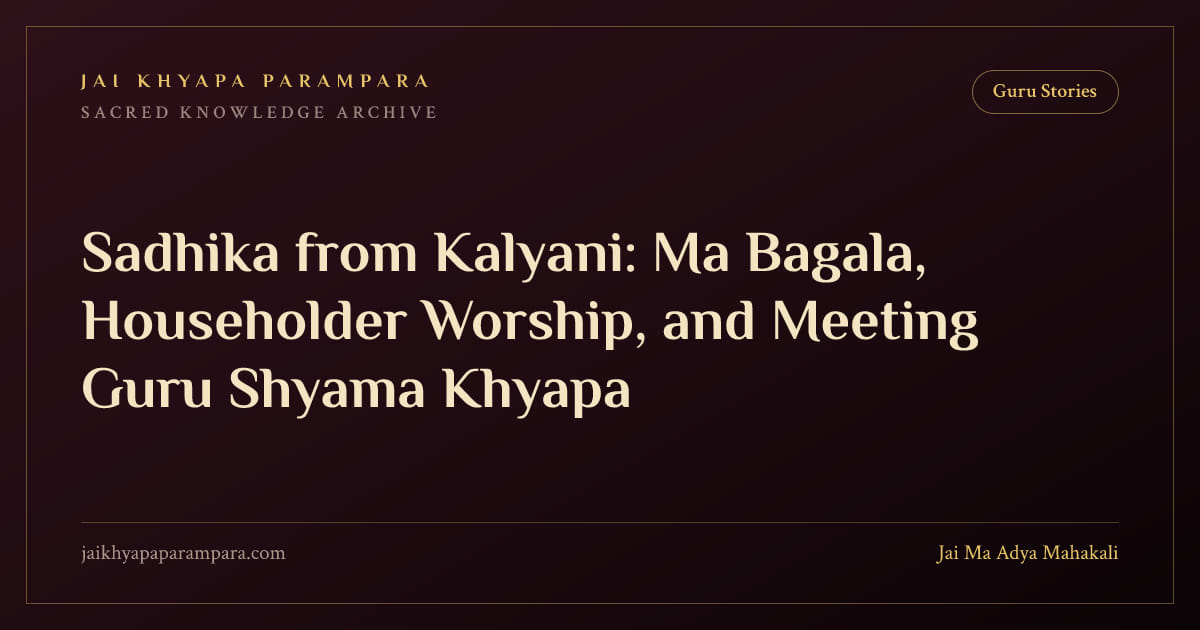 JAI KHYAPA PARAMPARA
SACRED KNOWLEDGE ARCHIVE
Guru Stories
Sadhika from Kalyani: Ma Bagala,
Householder Worship, and Meeting
Guru Shyama Khyapa
jaikhyapaparampara.com
Jai Ma Adya Mahakali